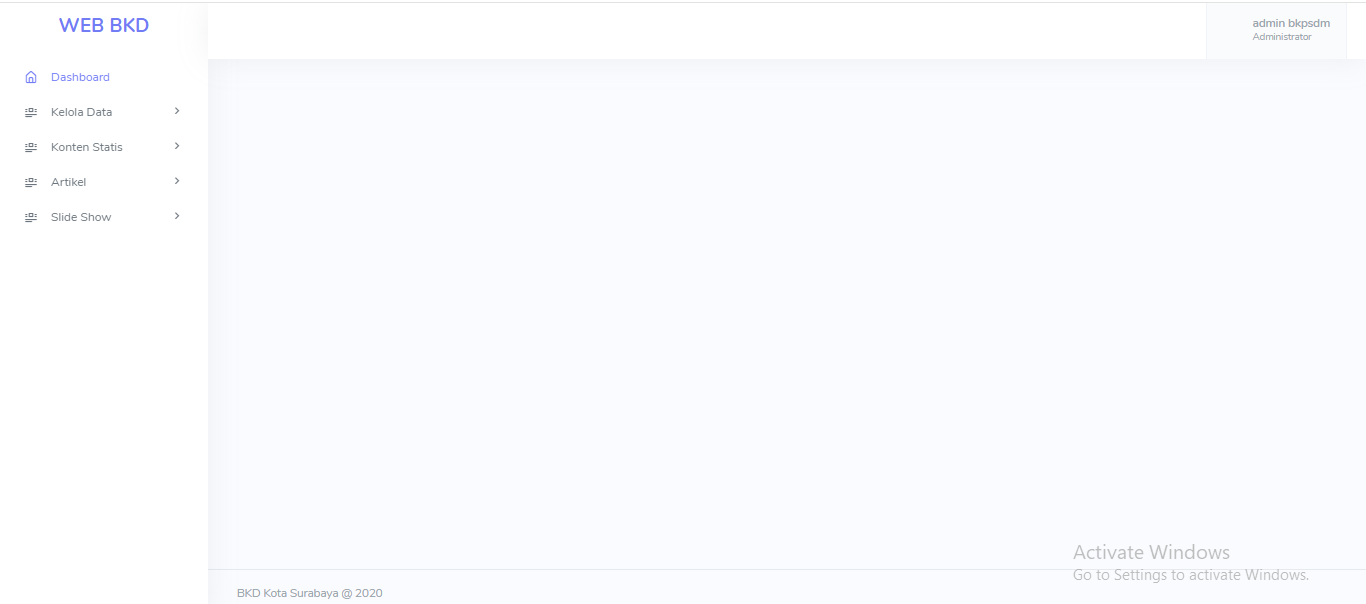 WEB BKD
admin bkpsdm
Administrator
Dashboard
Kelola Data
Konten Statis
Artikel
Slide Show
Activate Windows
Go to Settings to activate Windows.
BKD Kota Surabaya @ 2020